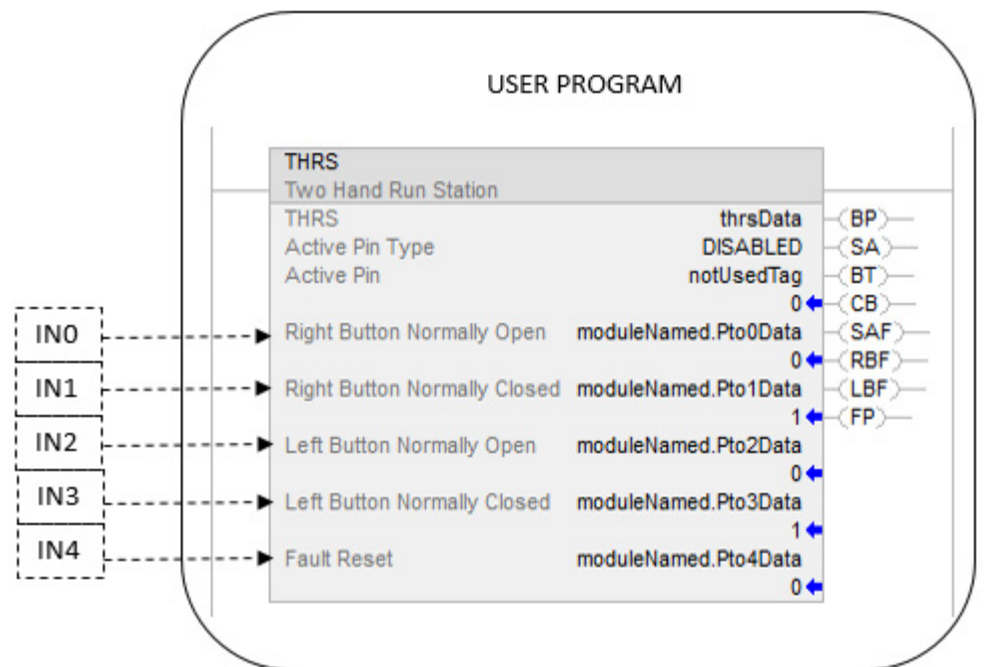 USER PROGRAM
THRS
Two Hand Run Station
THRS thrsData BP
Active Pin Type DISABLED SA
Active Pin notUsedTag BT
0 CB
IN0 Right Button Normally Open moduleNamed.Pto0Data SAF
0 RBF
IN1 Right Button Normally Closed moduleNamed.Pto1Data LBF
1 FP
IN2 Left Button Normally Open moduleNamed.Pto2Data
0
IN3 Left Button Normally Closed moduleNamed.Pto3Data
1
IN4 Fault Reset moduleNamed.Pto4Data
0